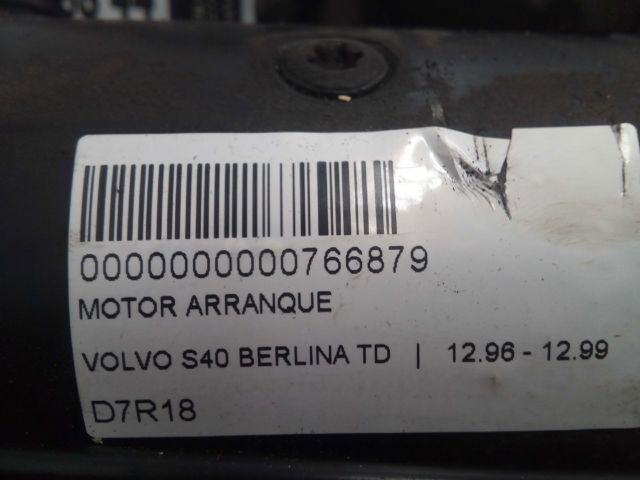 0000000000766879
MOTOR ARRANQUE
VOLVO S40 BERLINA TD | 12.96 - 12.99
D7R18